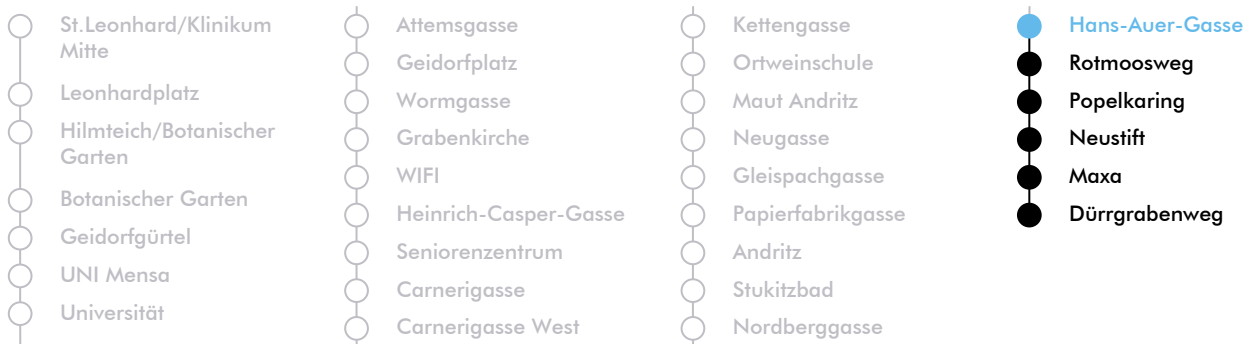 St.Leonhard/Klinikum
Mitte
Leonhardplatz
Hilmteich/Botanischer
Garten
Botanischer Garten
Geidorfgürtel
UNI Mensa
Universität
Attemsgasse
Geidorfplatz
Wormgasse
Grabenkirche
WIFI
Heinrich-Casper-Gasse
Seniorenzentrum
Carnerigasse
Carnerigasse West
Kettengasse
Ortweinschule
Maut Andritz
Neugasse
Gleispachgasse
Papierfabrikgasse
Andritz
Stukitzbad
Nordberggasse
Hans-Auer-Gasse
Rotmoosweg
Popelkaring
Neustift
Maxa
Dürrgrabenweg